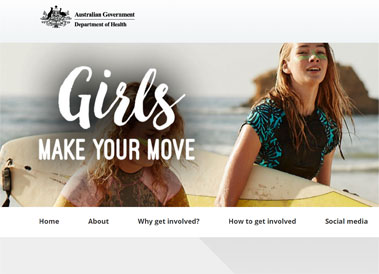 Australian Government
Department of Health
Girls
MAKE YOUR MOVE
Home
About
Why get involved?
How to get involved
Social media